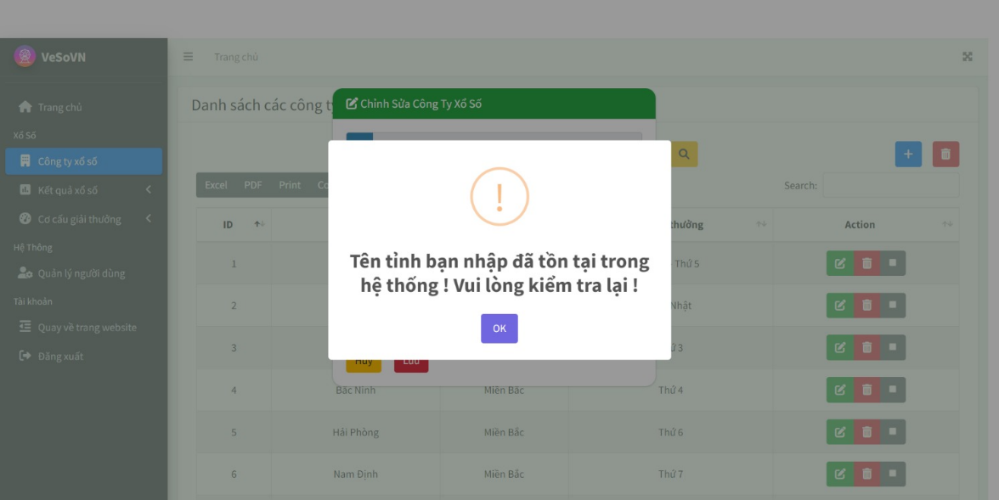 VeSoVN
Trang chủ
Trang chủ
Danh sách các công ty
Chỉnh Sửa Công Ty Xổ Số
Xổ Số
Công ty xổ số
Kết quả xổ số
Cơ cấu giải thưởng
Hệ Thông
Quản lý người dùng
Tài khoản
Quay về trang website
Đăng xuất
Excel PDF Print
Search:
ID thưởng Action
Tên tỉnh bạn nhập đã tồn tại trong
hệ thống ! Vui lòng kiểm tra lại !
OK
1 Thứ 5
2 Nhật
3 3
Hủy Lưu
4 Bắc Ninh Miền Bắc Thứ 4
5 Hải Phòng Miền Bắc Thứ 6
6 Nam Định Miền Bắc Thứ 7